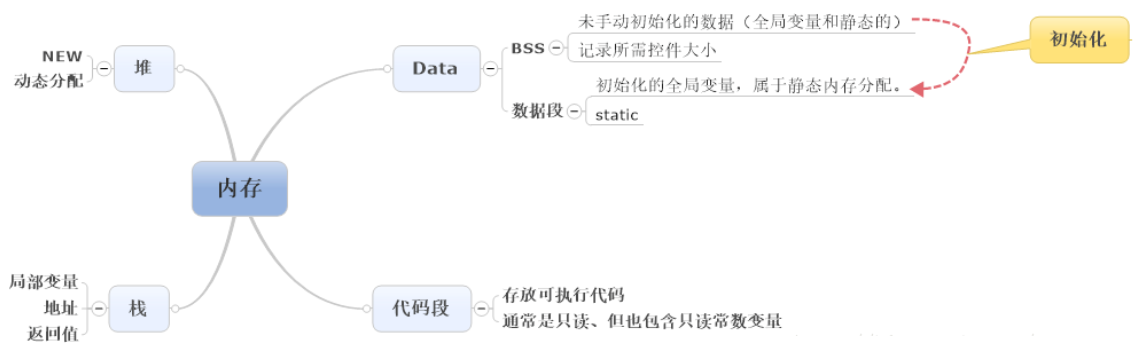 内存
堆
NEW
动态分配
Data
BSS
未手动初始化的数据（全局变量和静态的）
记录所需控件大小
初始化
数据段
初始化的全局变量，属于静态内存分配。
static
栈
局部变量
地址
返回值
代码段
存放可执行代码
通常是只读、但也包含只读常数变量